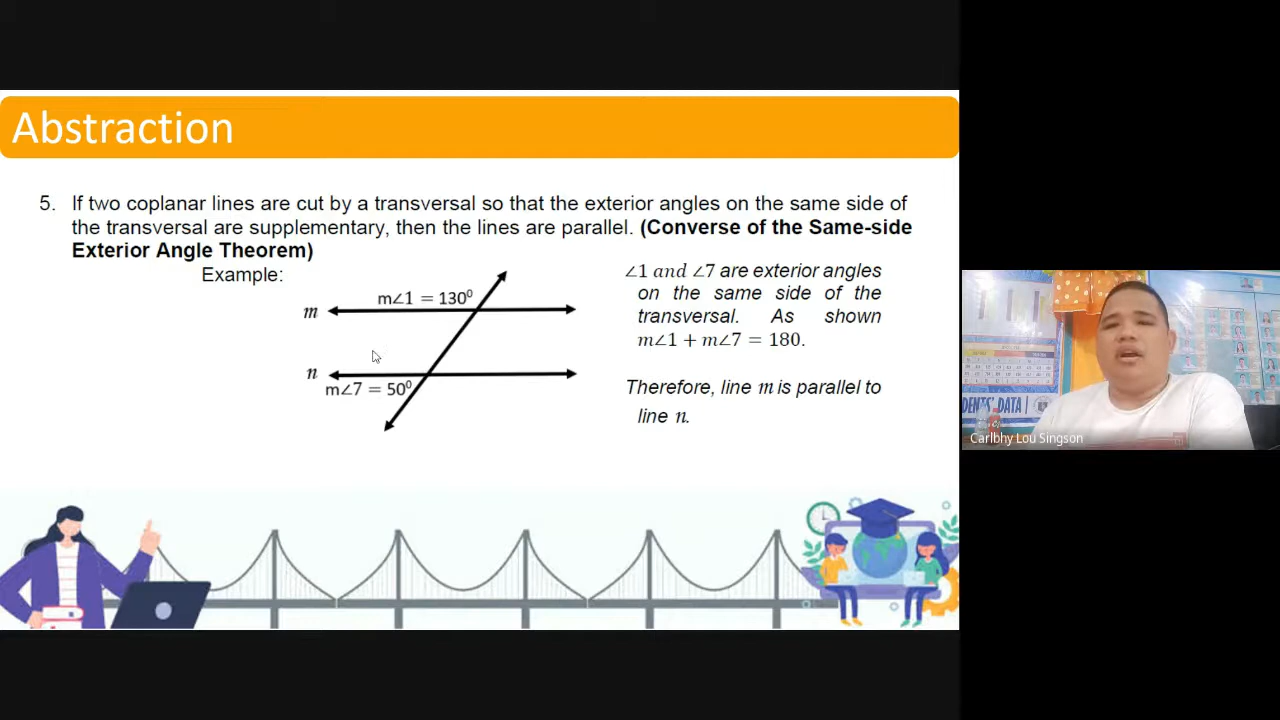 Abstraction
5. If two coplanar lines are cut by a transversal so that the exterior angles on the same side of
the transversal are supplementary, then the lines are parallel. (Converse of the Same-side
Exterior Angle Theorem)
Example:
m∠1 = 130⁰
m
n
m∠7 = 50⁰
∠1 and ∠7 are exterior angles
on the same side of the
transversal. As shown
m∠1 + m∠7 = 180.
Therefore, line m is parallel to
line n.
DENTS' DATA
Carlbhy Lou Singson